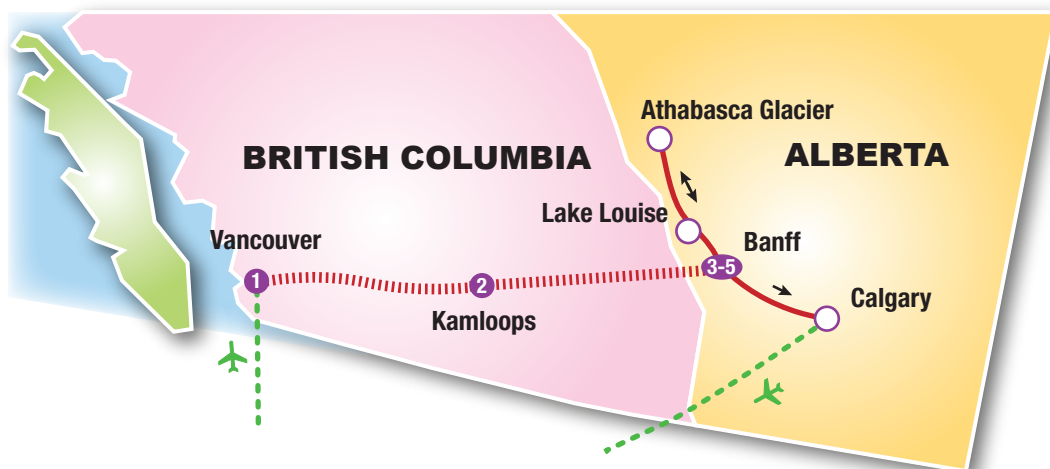 Athabasca Glacier
BRITISH COLUMBIA
ALBERTA
Lake Louise
Vancouver
Banff
3-5
1
2
Calgary
Kamloops